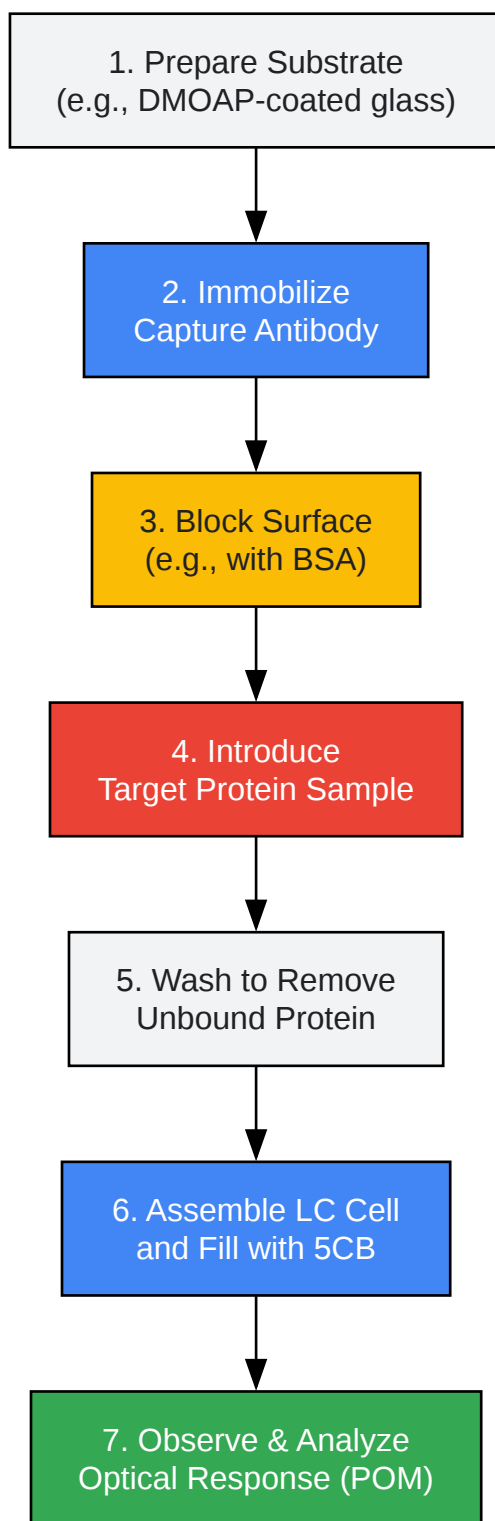 1. Prepare Substrate
(e.g., DMOAP-coated glass)
2. Immobilize
Capture Antibody
3. Block Surface
(e.g., with BSA)
4. Introduce
Target Protein Sample
5. Wash to Remove
Unbound Protein
6. Assemble LC Cell
and Fill with 5CB
7. Observe & Analyze
Optical Response (POM)